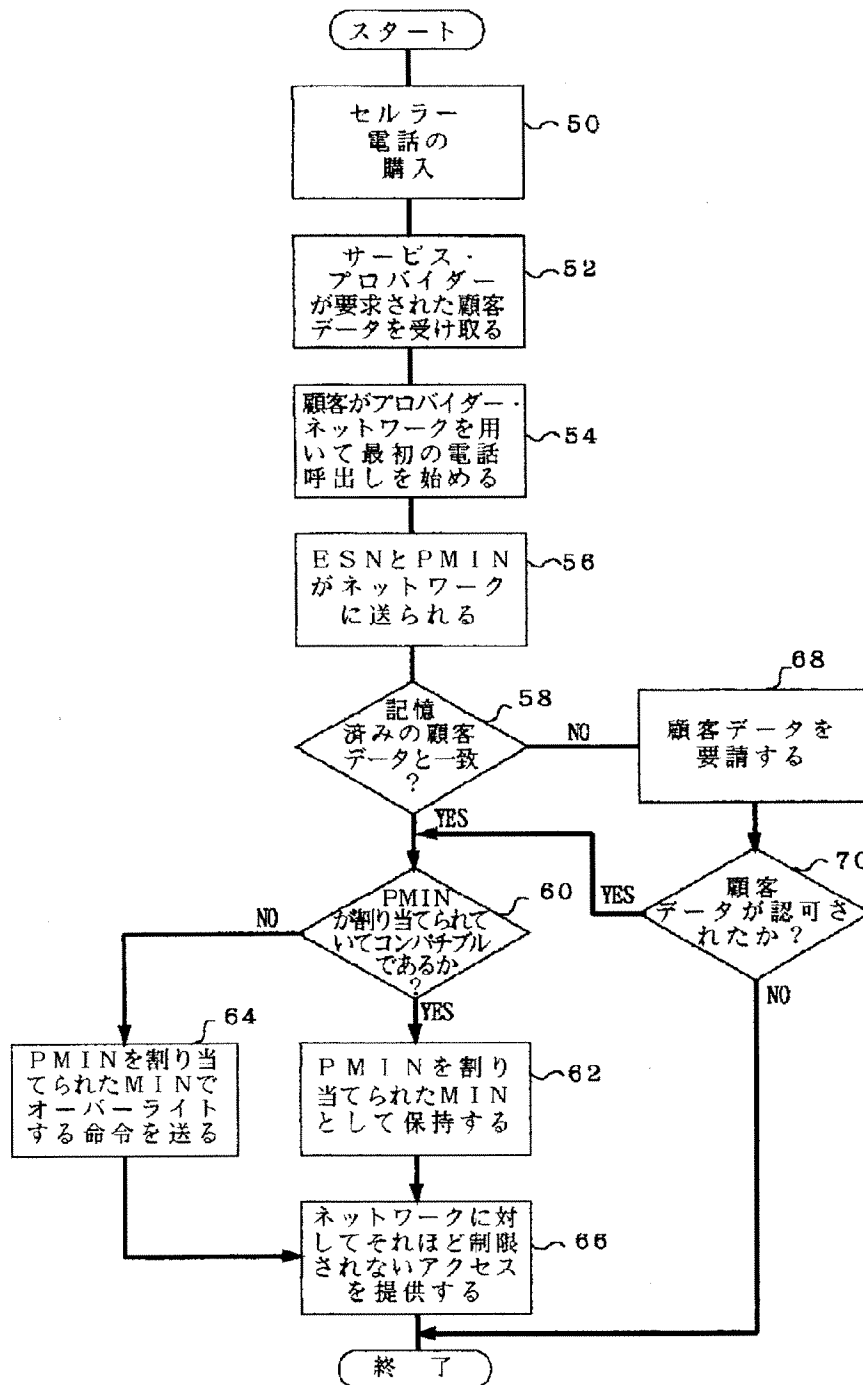 スタート
セルラー
電話の
購入
50
サービス・
プロバイダー
が要求された顧客
データを受け取る
52
顧客がプロバイダー・
ネットワークを用
いて最初の電話
呼出しを始める
54
ESNとPMIN
がネットワーク
に送られる
56
記憶
済みの顧客
データと一致
?
58
NO
68
顧客データを
要請する
YES
70
顧客
データが認可さ
れたか?
YES
NO
PMIN
が割り当てられて
いてコンパチブル
であるか
?
60
NO
YES
64
PMINを割り当
てられたMINで
オーバーライト
する命令を送る
PMINを割り
当てられたMIN
として保持する
62
ネットワークに対
してそれほど制限
されないアクセス
を提供する
66
終了